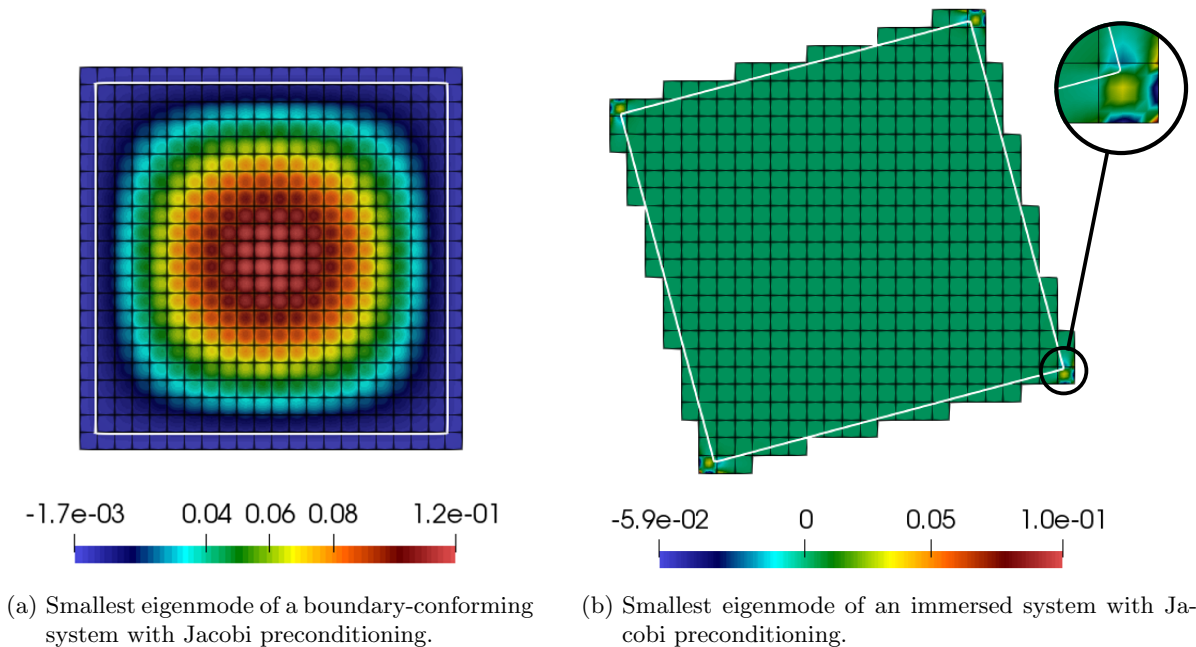 -1.7e-03 0.04 0.06 0.08 1.2e-01
-5.9e-02 0 0.05 1.0e-01
(a) Smallest eigenmode of a boundary-conforming
system with Jacobi preconditioning.
(b) Smallest eigenmode of an immersed system with Ja-
cobi preconditioning.